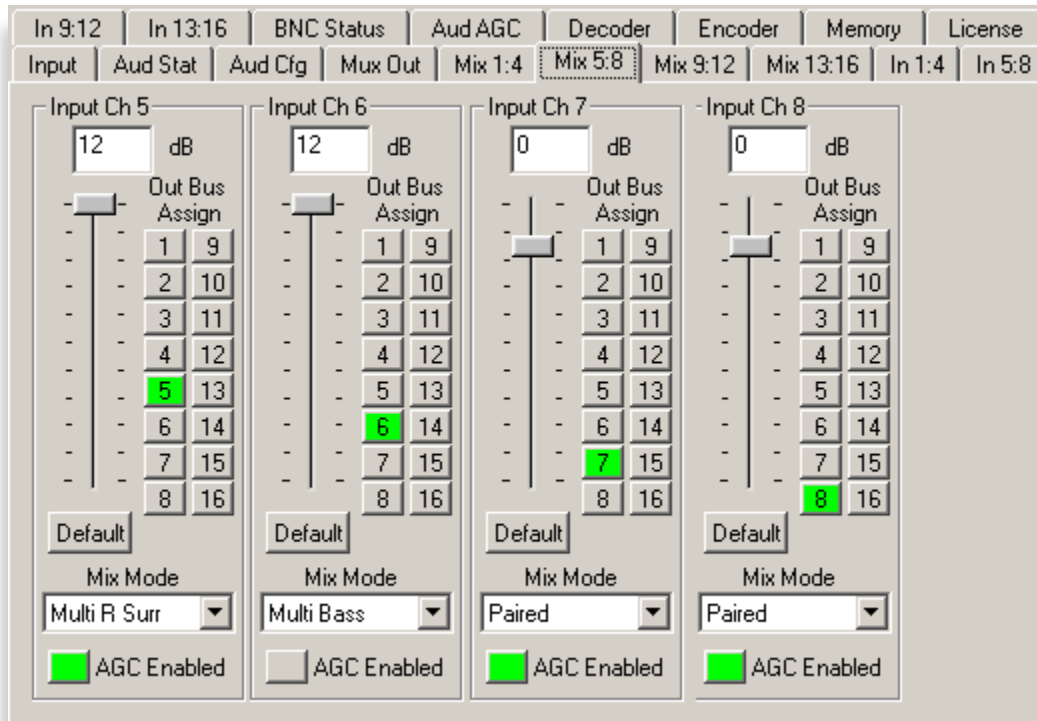 In 9:12 In 13:16 BNC Status Aud AGC Decoder Encoder Memory License
Input Aud Stat Aud Cfg Mux Out Mix 1:4 Mix 5:8 Mix 9:12 Mix 13:16 In 1:4 In 5:8
Input Ch 5 Input Ch 6 Input Ch 7 Input Ch 8
12 dB 12 dB 0 dB 0 dB
Out Bus Out Bus Out Bus Out Bus
Assign Assign Assign Assign
1 9 1 9 1 9 1 9
2 10 2 10 2 10 2 10
3 11 3 11 3 11 3 11
4 12 4 12 4 12 4 12
5 13 5 13 5 13 5 13
6 14 6 14 6 14 6 14
7 15 7 15 7 15 7 15
8 16 8 16 8 16 8 16
Default Default Default Default
Mix Mode Mix Mode Mix Mode Mix Mode
Multi R Surr Multi Bass Paired Paired
AGC Enabled AGC Enabled AGC Enabled AGC Enabled